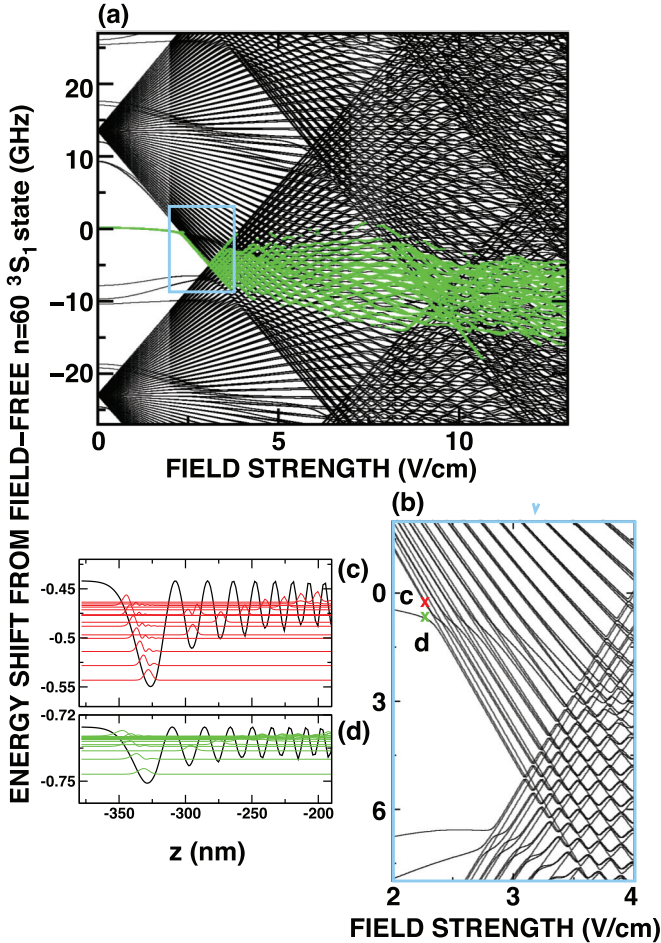 (a)
ENERGY SHIFT FROM FIELD-FREE n=60 ³S₁ state (GHz)
20
10
0
−10
−20
0
5
10
FIELD STRENGTH (V/cm)
(b)
0
3
6
c
d
2
3
4
FIELD STRENGTH (V/cm)
(c)
-0.45
-0.5
-0.55
(d)
-0.72
-0.75
-350
-300
-250
-200
z (nm)